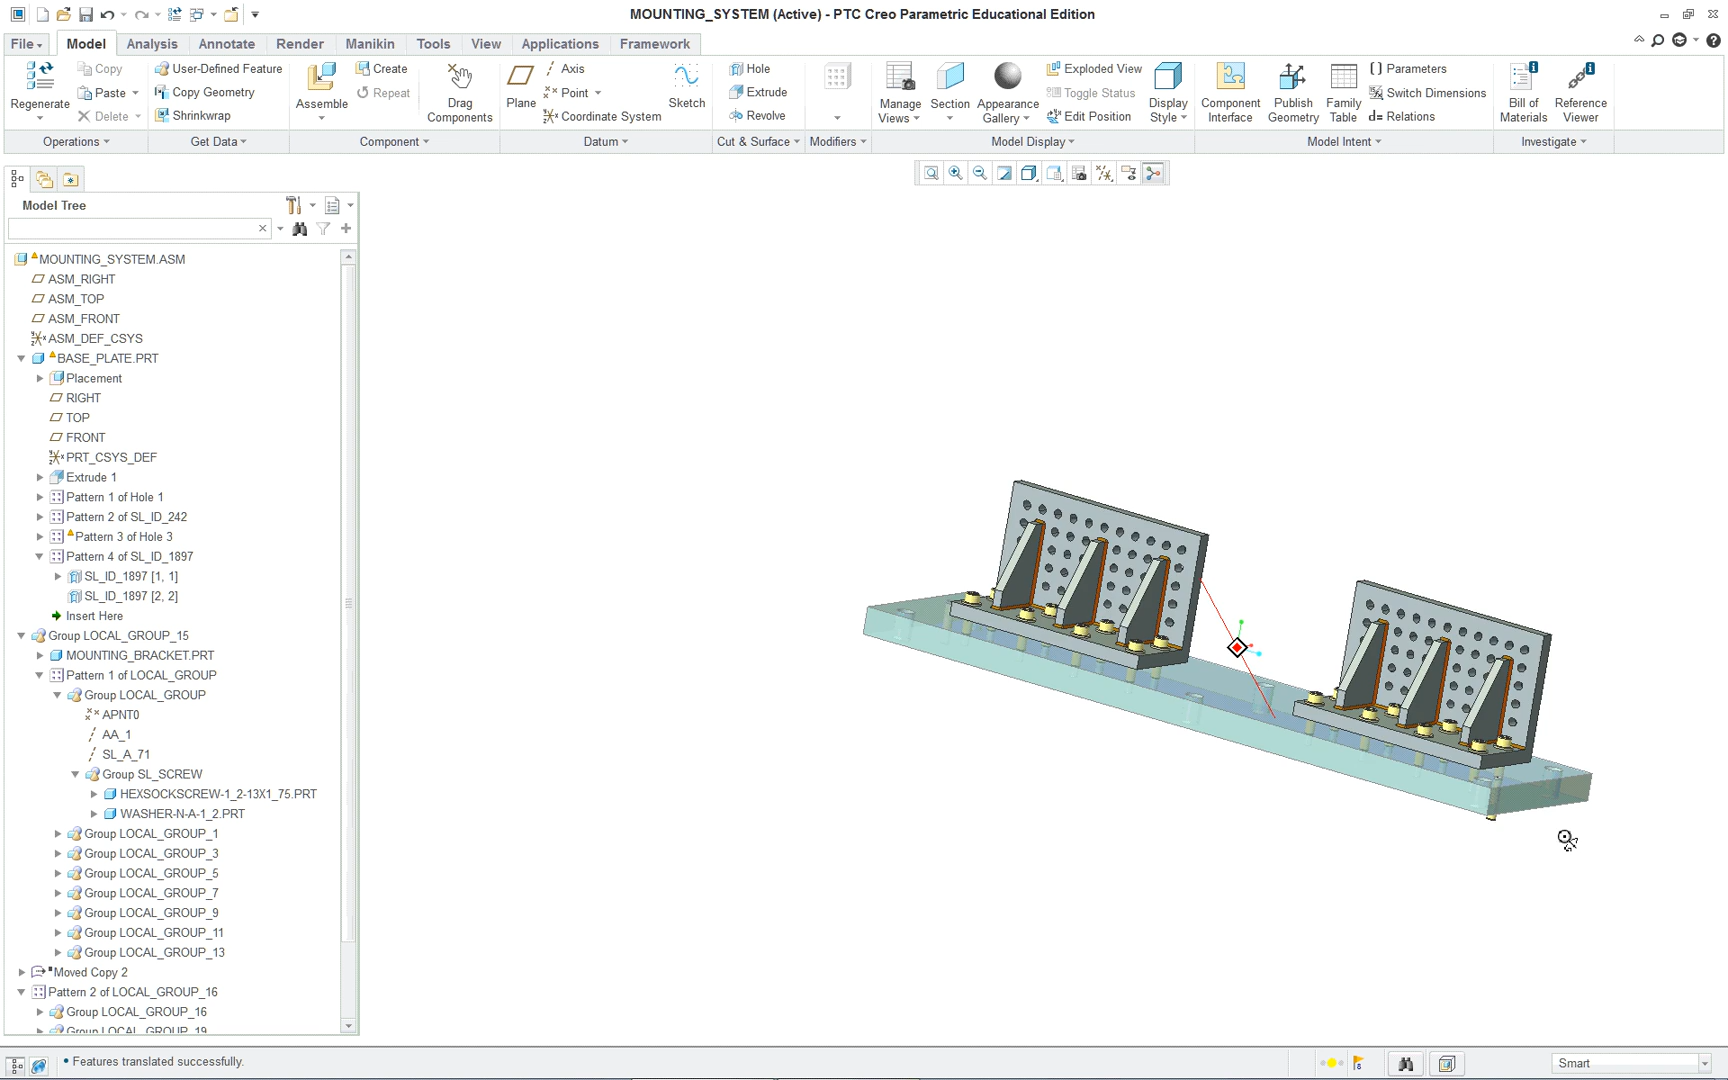 MOUNTING_SYSTEM (Active) - PTC Creo Parametric Educational Edition
File Model Analysis Annotate Render Manikin Tools View Applications Framework
Regenerate
Copy
Paste
Delete
Operations
User-Defined Feature
Copy Geometry
Shrinkwrap
Get Data
Assemble
Create
Repeat
Drag
Components
Component
Plane
Axis
Point
Coordinate System
Sketch
Datum
Hole
Extrude
Revolve
Cut & Surface
Modifiers
Manage
Views
Section
Appearance
Gallery
Exploded View
Toggle Status
Edit Position
Display
Style
Model Display
Component
Interface
Publish
Geometry
Family
Table
Parameters
Switch Dimensions
d= Relations
Model Intent
Bill of
Materials
Reference
Viewer
Investigate
Model Tree
MOUNTING_SYSTEM.ASM
ASM_RIGHT
ASM_TOP
ASM_FRONT
ASM_DEF_CSYS
BASE_PLATE.PRT
Placement
RIGHT
TOP
FRONT
PRT_CSYS_DEF
Extrude 1
Pattern 1 of Hole 1
Pattern 2 of SL_ID_242
Pattern 3 of Hole 3
Pattern 4 of SL_ID_1897
SL_ID_1897 [1, 1]
SL_ID_1897 [2, 2]
Insert Here
Group LOCAL_GROUP_15
MOUNTING_BRACKET.PRT
Pattern 1 of LOCAL_GROUP
Group LOCAL_GROUP
APNT0
AA_1
SL_A_71
Group SL_SCREW
HEXSOCKSCREW-1_2-13X1_75.PRT
WASHER-N-A-1_2.PRT
Group LOCAL_GROUP_1
Group LOCAL_GROUP_3
Group LOCAL_GROUP_5
Group LOCAL_GROUP_7
Group LOCAL_GROUP_9
Group LOCAL_GROUP_11
Group LOCAL_GROUP_13
Moved Copy 2
Pattern 2 of LOCAL_GROUP_16
Group LOCAL_GROUP_16
Group LOCAL_GROUP_19
• Features translated successfully.
Smart